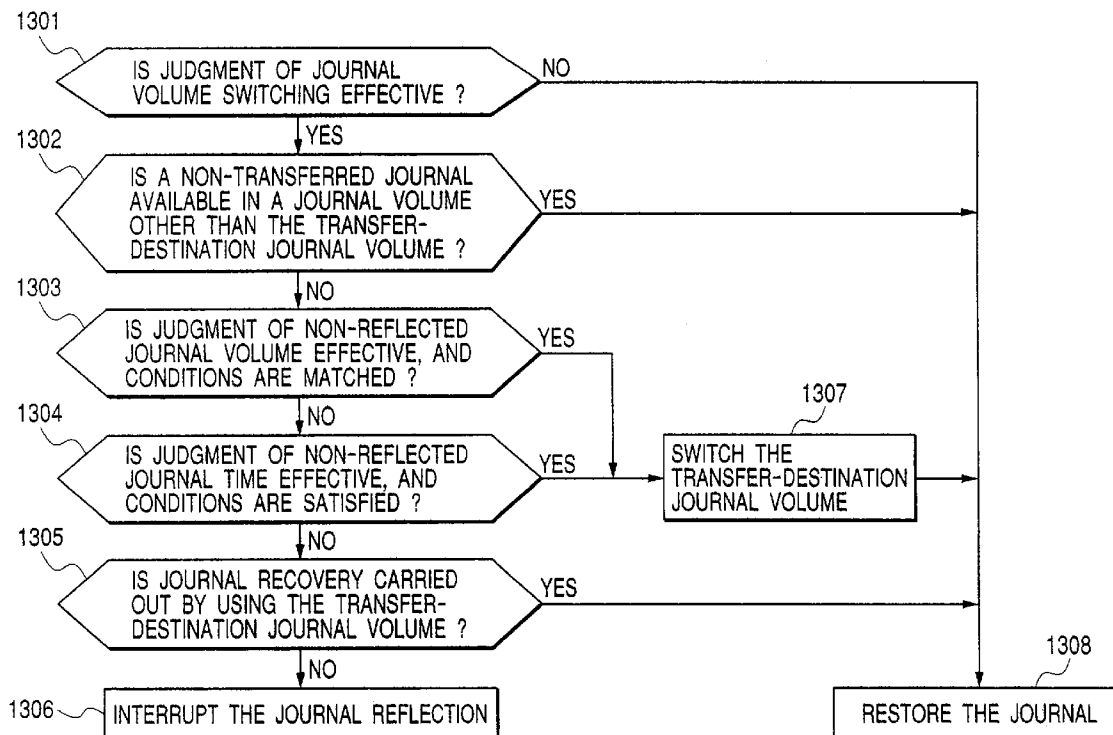 1301
IS JUDGMENT OF JOURNAL
VOLUME SWITCHING EFFECTIVE ?
NO
YES
1302
IS A NON-TRANSFERRED JOURNAL
AVAILABLE IN A JOURNAL VOLUME
OTHER THAN THE TRANSFER-
DESTINATION JOURNAL VOLUME ?
YES
NO
1303
IS JUDGMENT OF NON-REFLECTED
JOURNAL VOLUME EFFECTIVE, AND
CONDITIONS ARE MATCHED ?
YES
NO
1304
IS JUDGMENT OF NON-REFLECTED
JOURNAL TIME EFFECTIVE, AND
CONDITIONS ARE SATISFIED ?
YES
1307
SWITCH THE
TRANSFER-DESTINATION
JOURNAL VOLUME
NO
1305
IS JOURNAL RECOVERY CARRIED
OUT BY USING THE TRANSFER-
DESTINATION JOURNAL VOLUME ?
YES
NO
1306
INTERRUPT THE JOURNAL REFLECTION
1308
RESTORE THE JOURNAL